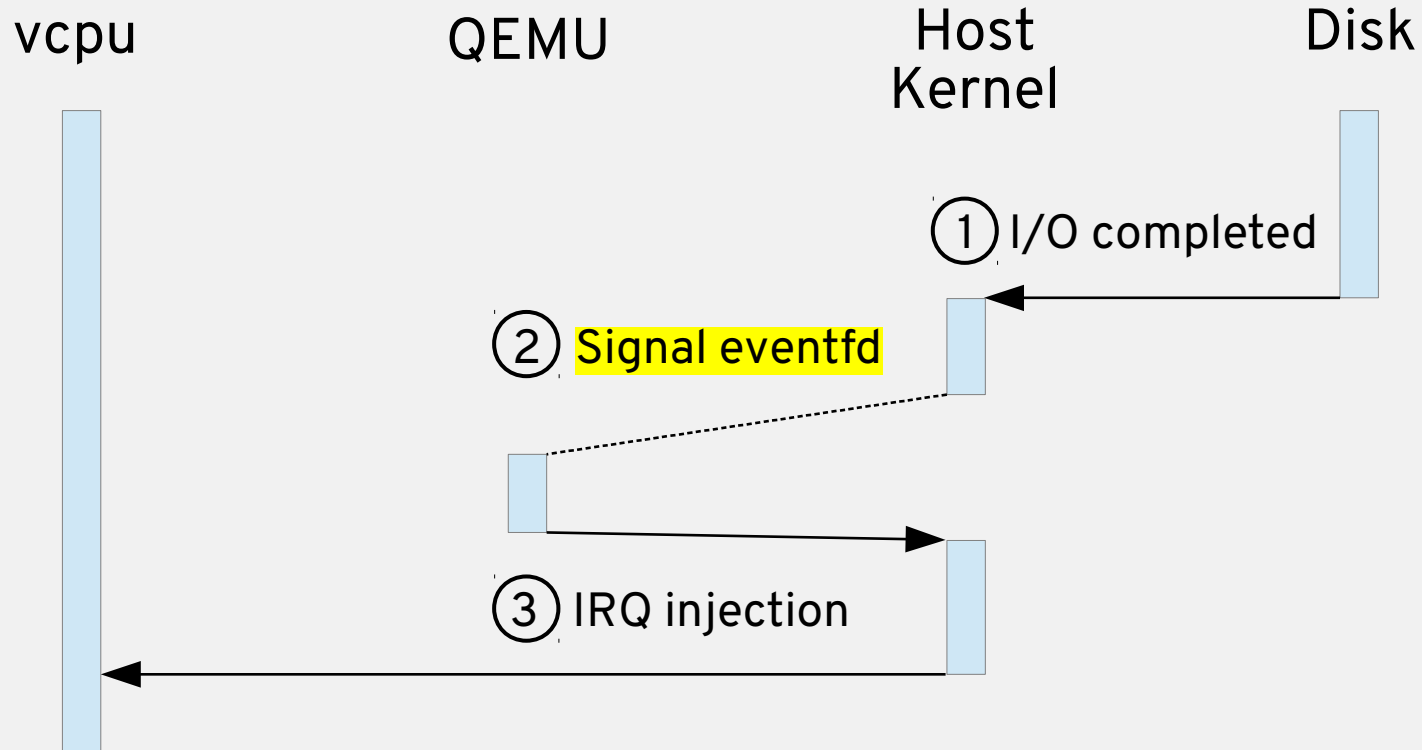 vcpu
QEMU
Host
Kernel
Disk
1 I/O completed
2 Signal eventfd
3 IRQ injection